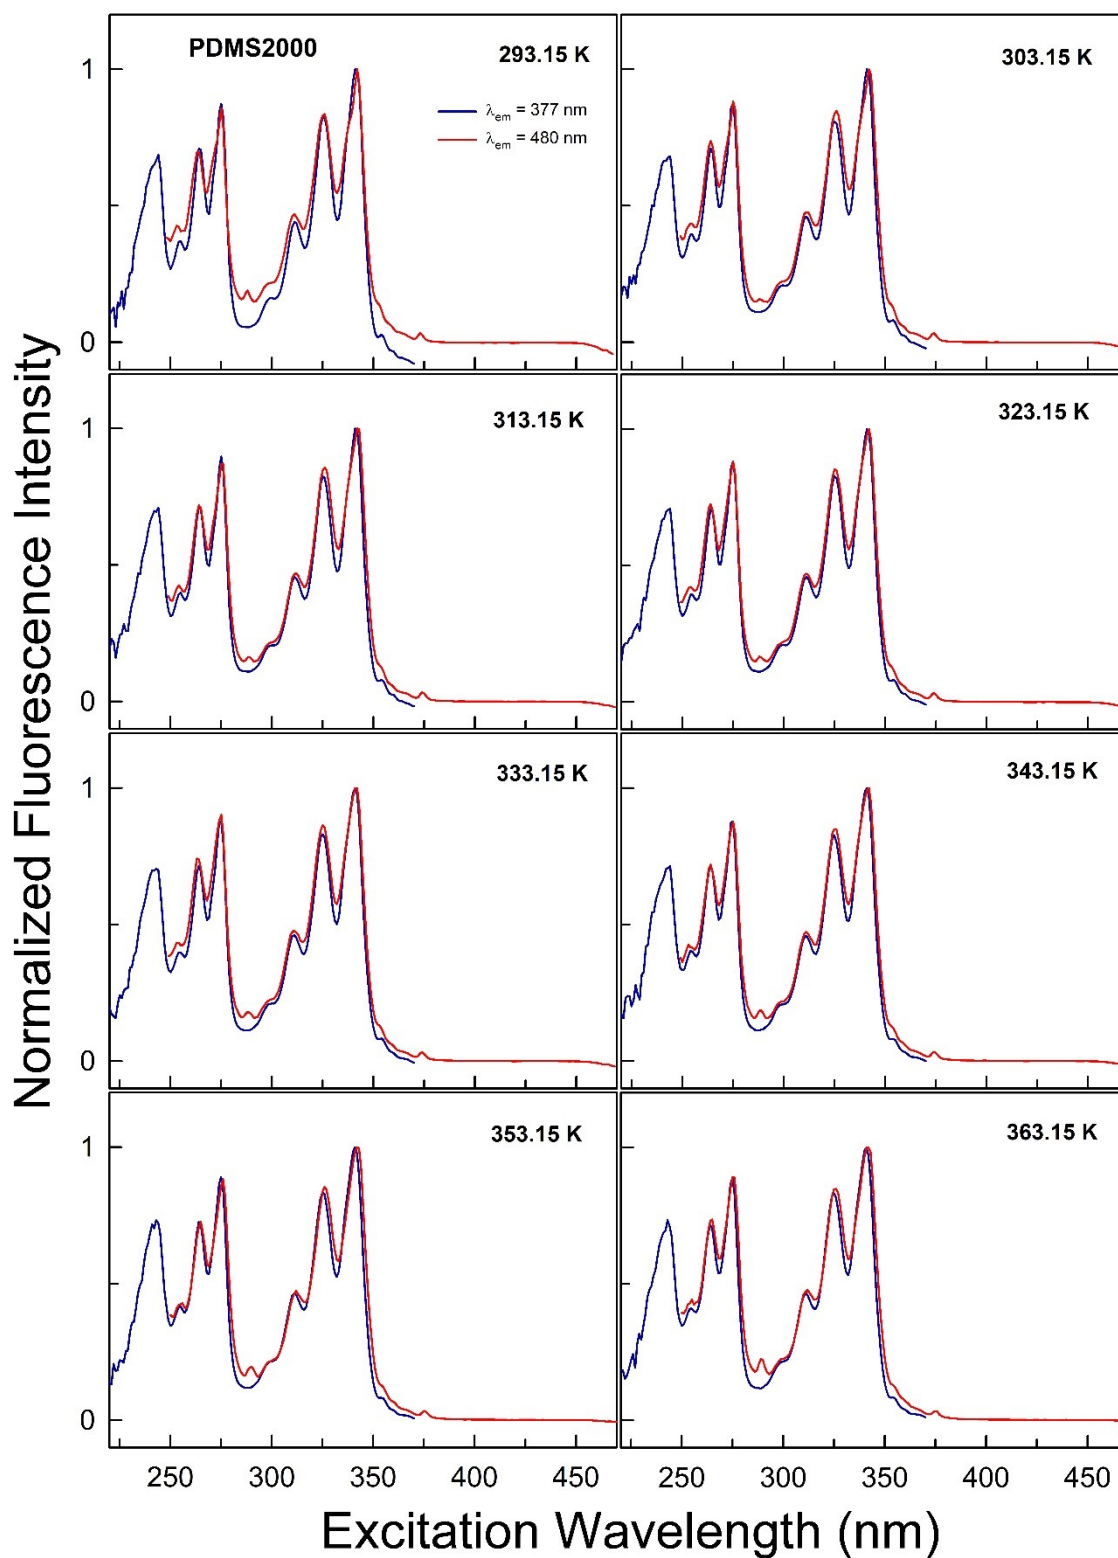 PDMS2000
293.15 K
303.15 K
λem = 377 nm
λem = 480 nm
1
0
313.15 K
323.15 K
1
0
333.15 K
343.15 K
1
0
353.15 K
363.15 K
1
0
250 300 350 400 450 250 300 350 400 450
Normalized Fluorescence Intensity
Excitation Wavelength (nm)